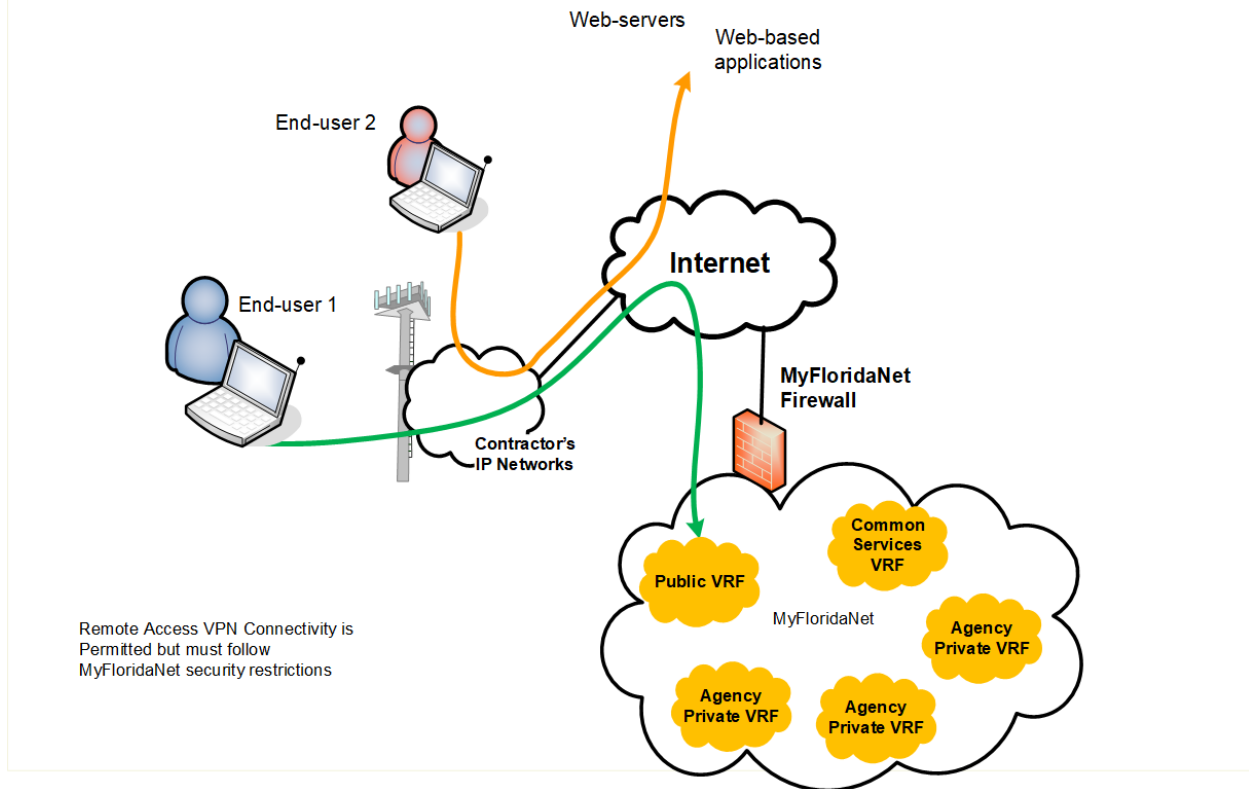 Web-servers
Web-based
applications
End-user 2
Internet
End-user 1
MyFloridaNet
Firewall
Contractor's
IP Networks
Common
Services
VRF
Public VRF
MyFloridaNet
Agency
Private VRF
Remote Access VPN Connectivity is
Permitted but must follow
MyFloridaNet security restrictions
Agency
Private VRF
Agency
Private VRF